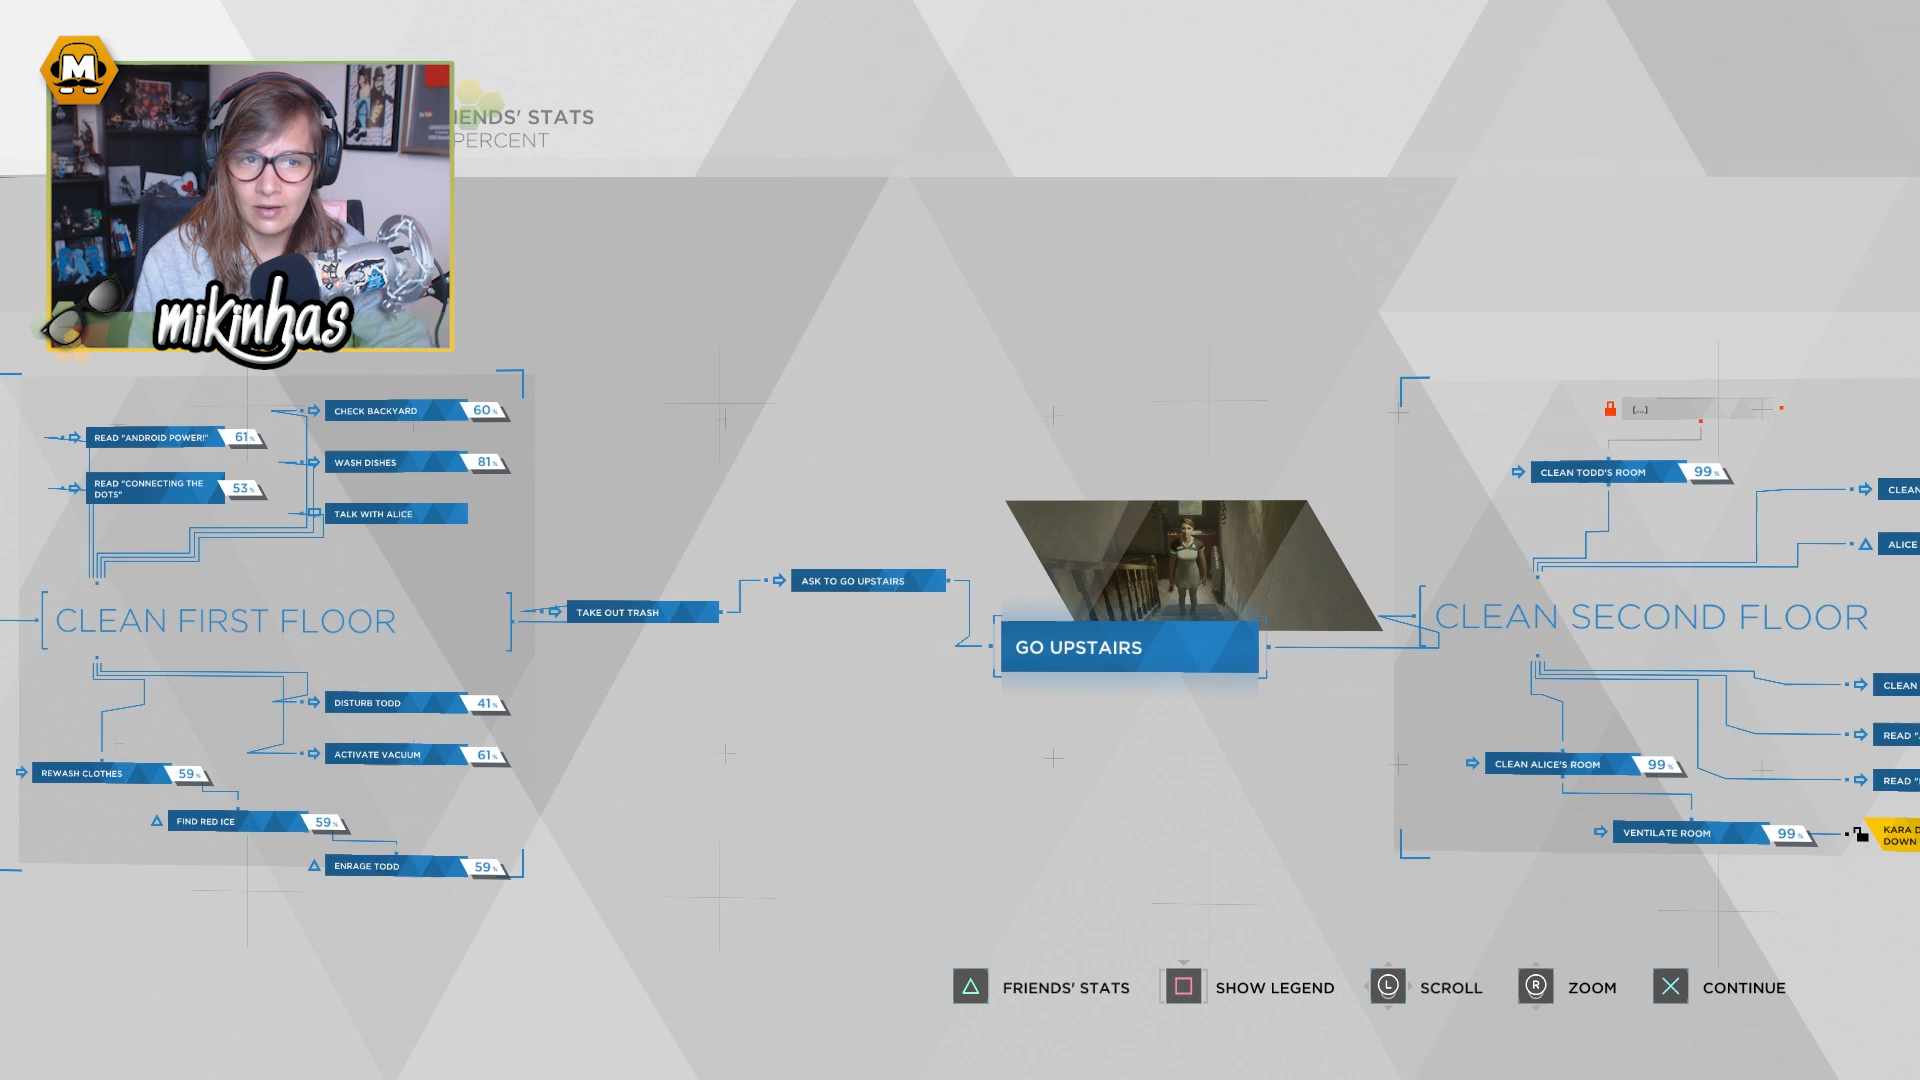 M
IENDS' STATS
PERCENT
mikinhas
CHECK BACKYARD 60%
READ "ANDROID POWER!" 61%
WASH DISHES 81%
READ "CONNECTING THE
DOTS" 53%
TALK WITH ALICE
CLEAN FIRST FLOOR
TAKE OUT TRASH
ASK TO GO UPSTAIRS
GO UPSTAIRS
DISTURB TODD 41%
ACTIVATE VACUUM 61%
REWASH CLOTHES 59%
FIND RED ICE 59%
ENRAGE TODD 59%
[...]
CLEAN TODD'S ROOM 99%
CLEAN
ALICE
CLEAN SECOND FLOOR
CLEAN
READ "
CLEAN ALICE'S ROOM 99%
READ "
VENTILATE ROOM 99%
KARA D
DOWN
FRIENDS' STATS
SHOW LEGEND
L SCROLL
R ZOOM
CONTINUE